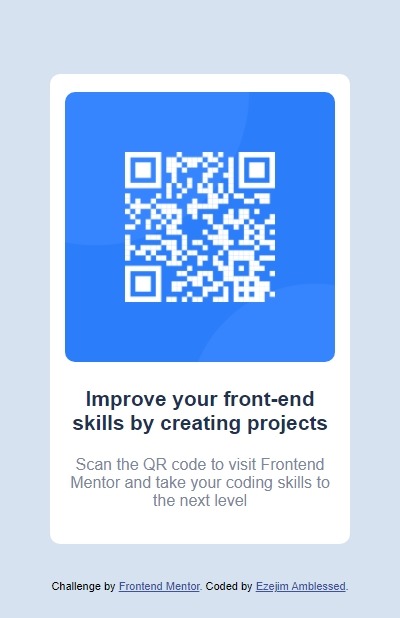 Improve your front-end
skills by creating projects
Scan the QR code to visit Frontend
Mentor and take your coding skills to
the next level
Challenge by Frontend Mentor. Coded by Ezejim Amblessed.